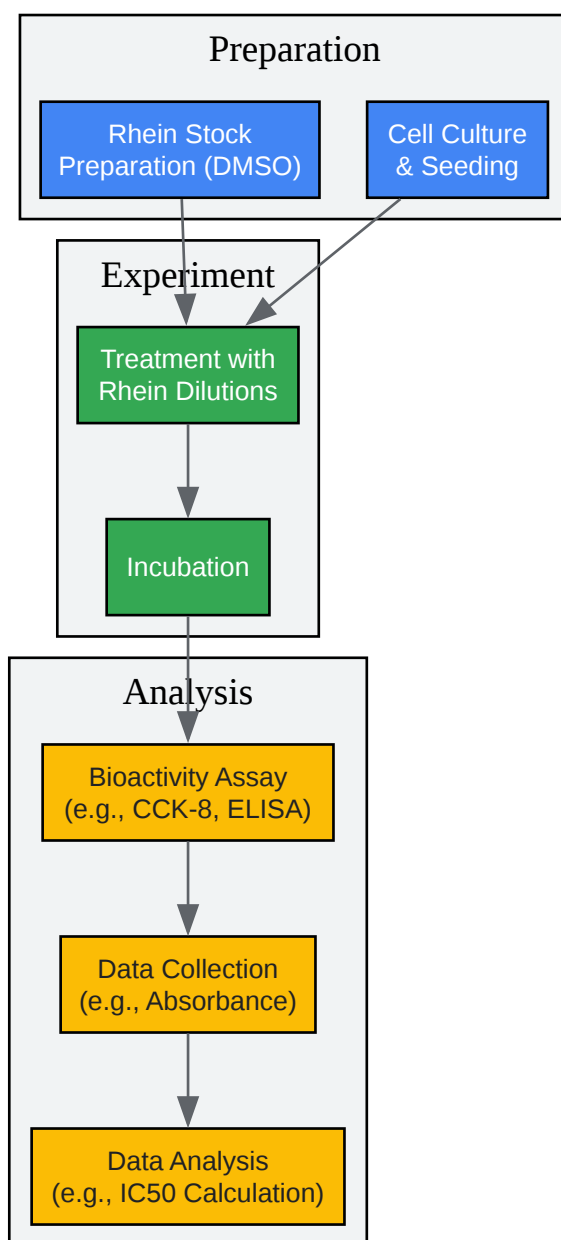 Preparation
Rhein Stock
Preparation (DMSO)
Cell Culture
& Seeding
Experiment
Treatment with
Rhein Dilutions
Incubation
Analysis
Bioactivity Assay
(e.g., CCK-8, ELISA)
Data Collection
(e.g., Absorbance)
Data Analysis
(e.g., IC50 Calculation)